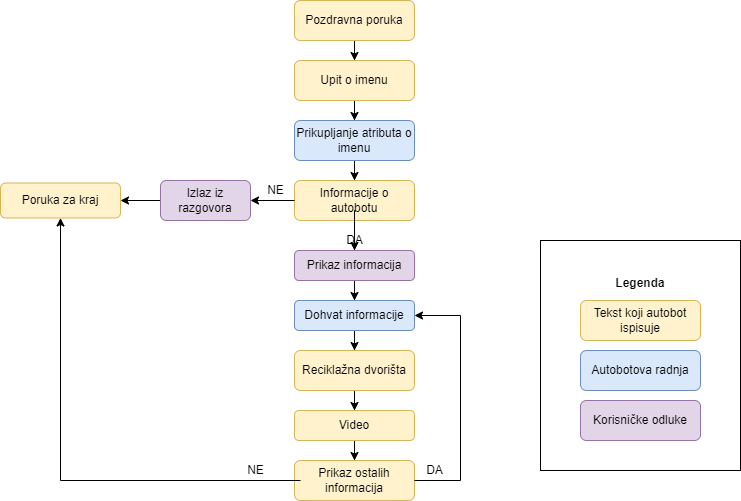 Pozdravna poruka
Upit o imenu
Prikupljanje atributa o
imenu
Informacije o
autobotu
NE
Izlaz iz
razgovora
Poruka za kraj
DA
Prikaz informacija
Dohvat informacije
Reciklažna dvorišta
Video
Prikaz ostalih
informacija
NE
DA
Legenda
Tekst koji autobot
ispisuje
Autobotova radnja
Korisničke odluke